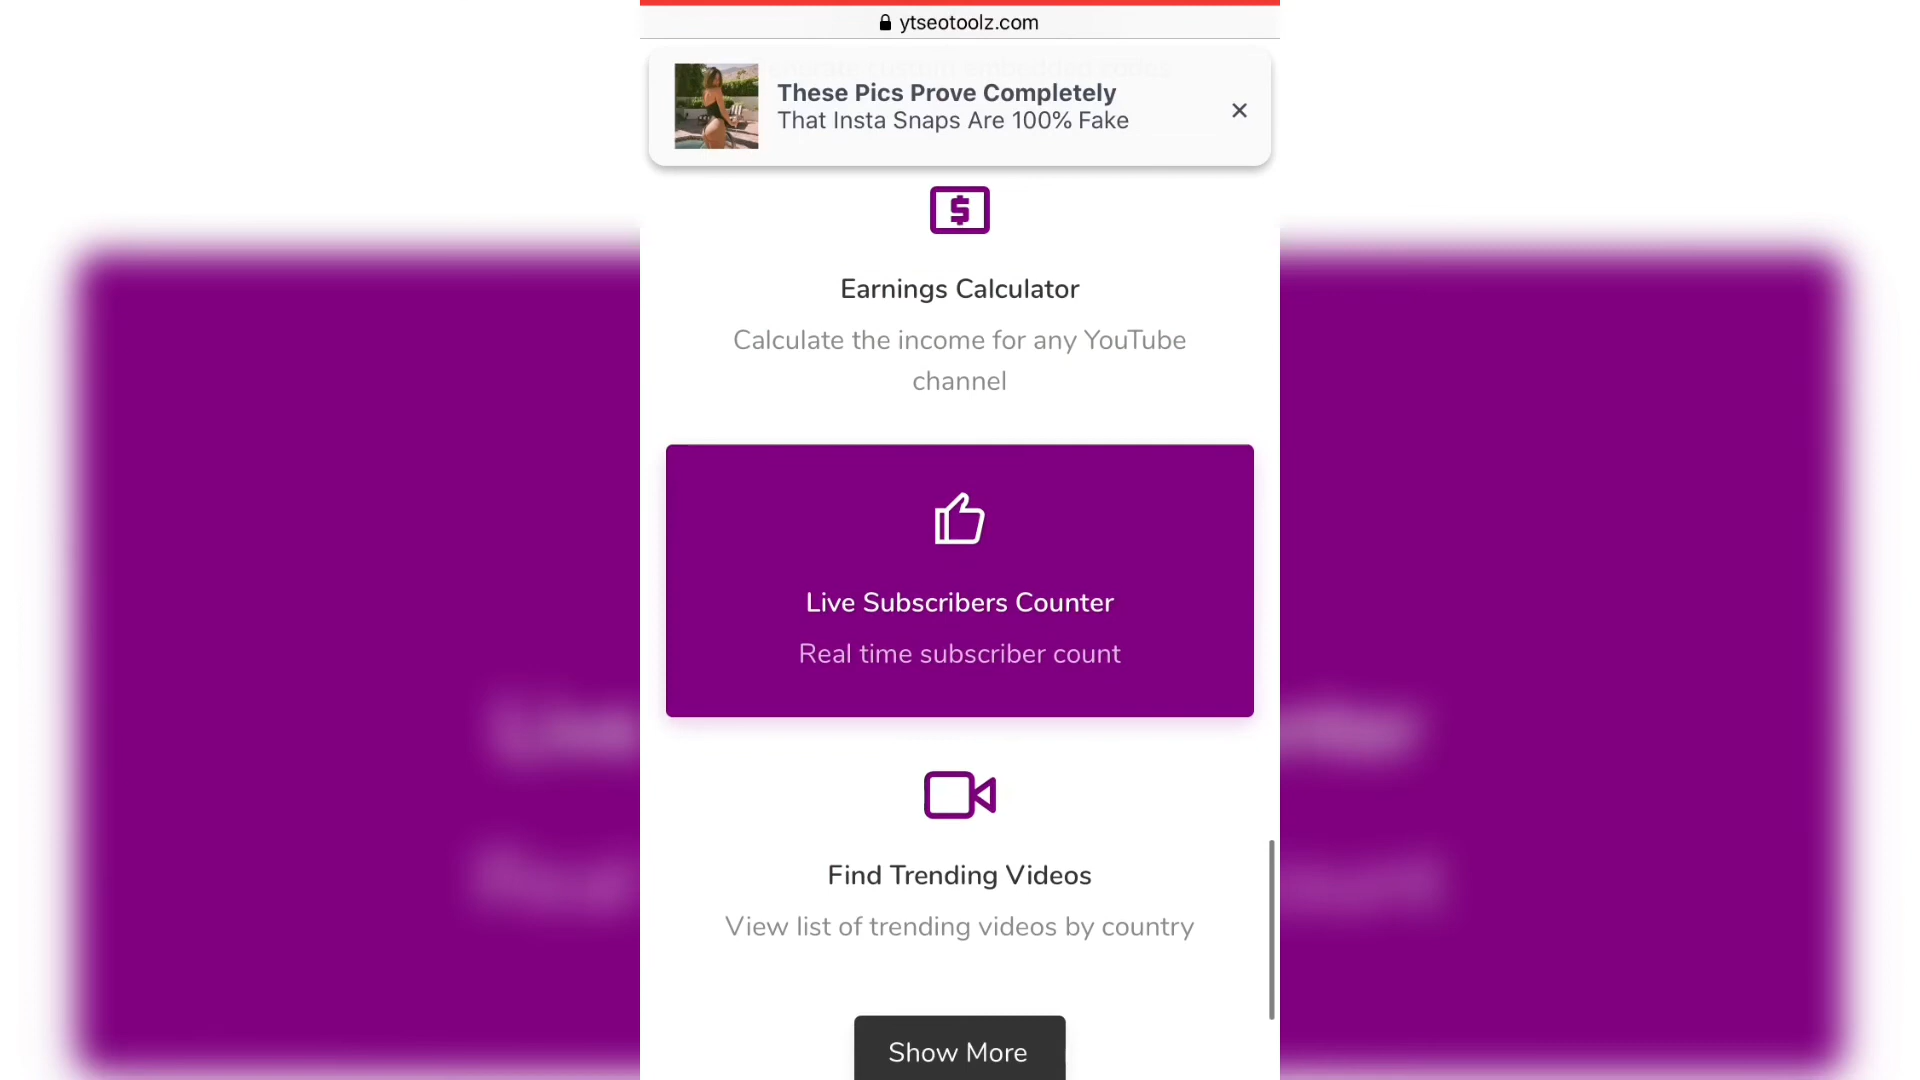 ytseotoolz.com
These Pics Prove Completely
That Insta Snaps Are 100% Fake
Earnings Calculator
Calculate the income for any YouTube
channel
Live Subscribers Counter
Real time subscriber count
Find Trending Videos
View list of trending videos by country
Show More